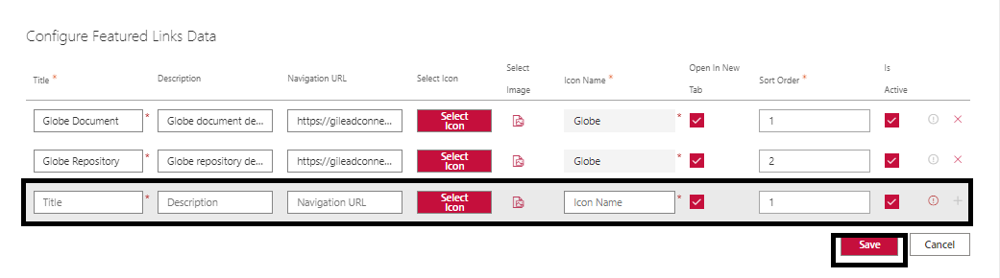 Configure Featured Links Data
Title * Description Navigation URL Select Icon Select Image Icon Name * Open In New Tab Sort Order * Is Active
Globe Document * Globe document de... https://gileadconne... Select Icon Globe * 1
Globe Repository * Globe repository de... https://gileadconne... Select Icon Globe * 2
Title * Description Navigation URL Select Icon Icon Name * 1
Save Cancel